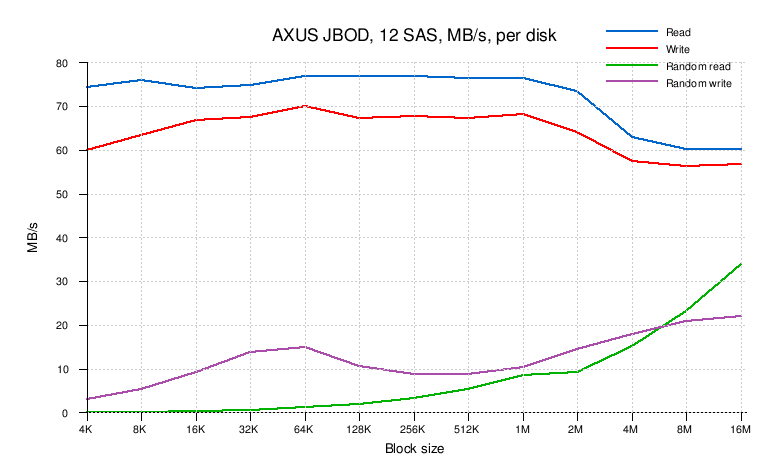 AXUS JBOD, 12 SAS, MB/s, per disk
Read
Write
Random read
Random write
MB/s
80
70
60
50
40
30
20
10
0
4K 8K 16K 32K 64K 128K 256K 512K 1M 2M 4M 8M 16M
Block size